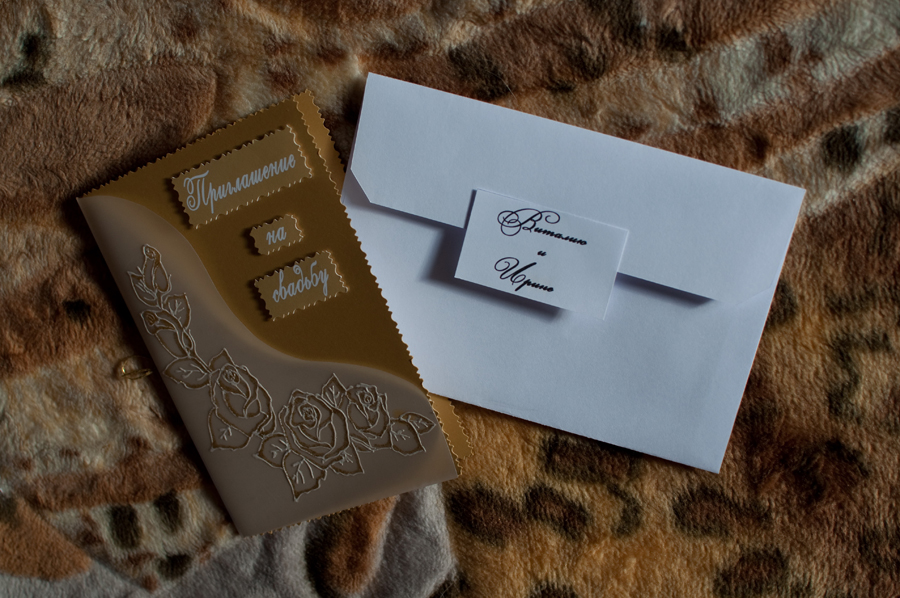 Приглашение
на
свадьбу
Виталию
и
Ирине